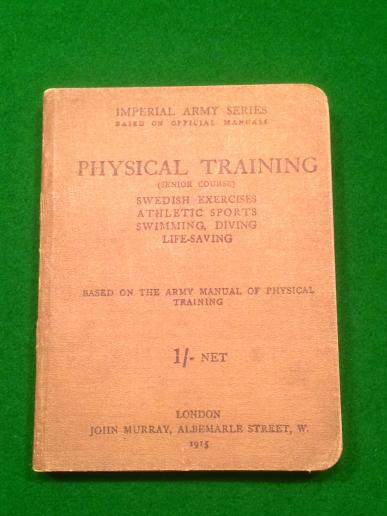 IMPERIAL ARMY SERIES
BASED ON OFFICIAL MANUALS
PHYSICAL TRAINING
(SENIOR COURSE)
SWEDISH EXERCISES
ATHLETIC SPORTS
SWIMMING, DIVING
LIFE-SAVING
BASED ON THE ARMY MANUAL OF PHYSICAL
TRAINING
1/- NET
LONDON
JOHN MURRAY, ALBEMARLE STREET, W.
1915